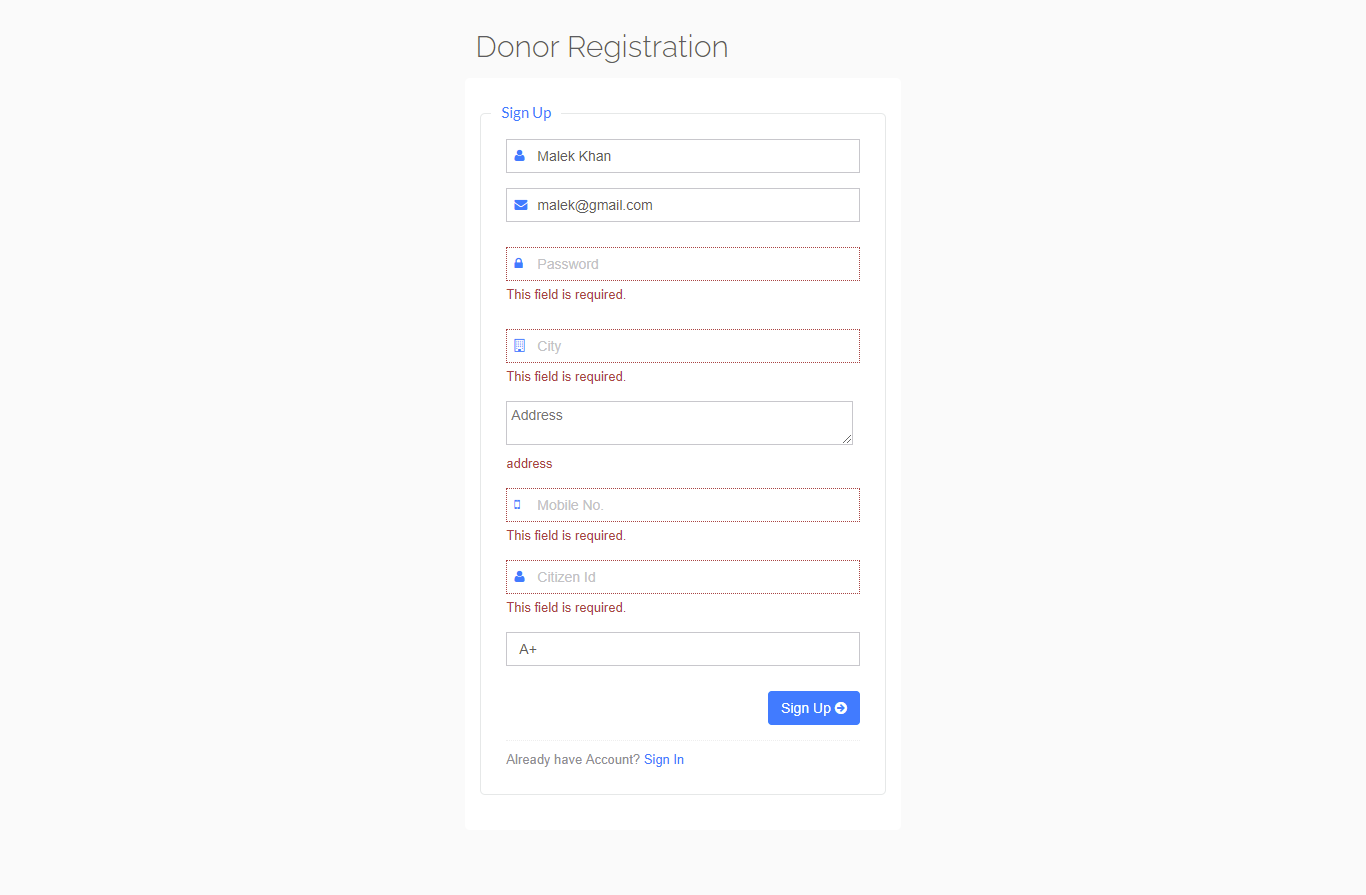 Donor Registration
Sign Up
Malek Khan
malek@gmail.com
Password
This field is required.
City
This field is required.
Address
address
Mobile No.
This field is required.
Citizen Id
This field is required.
A+
Sign Up
Already have Account? Sign In